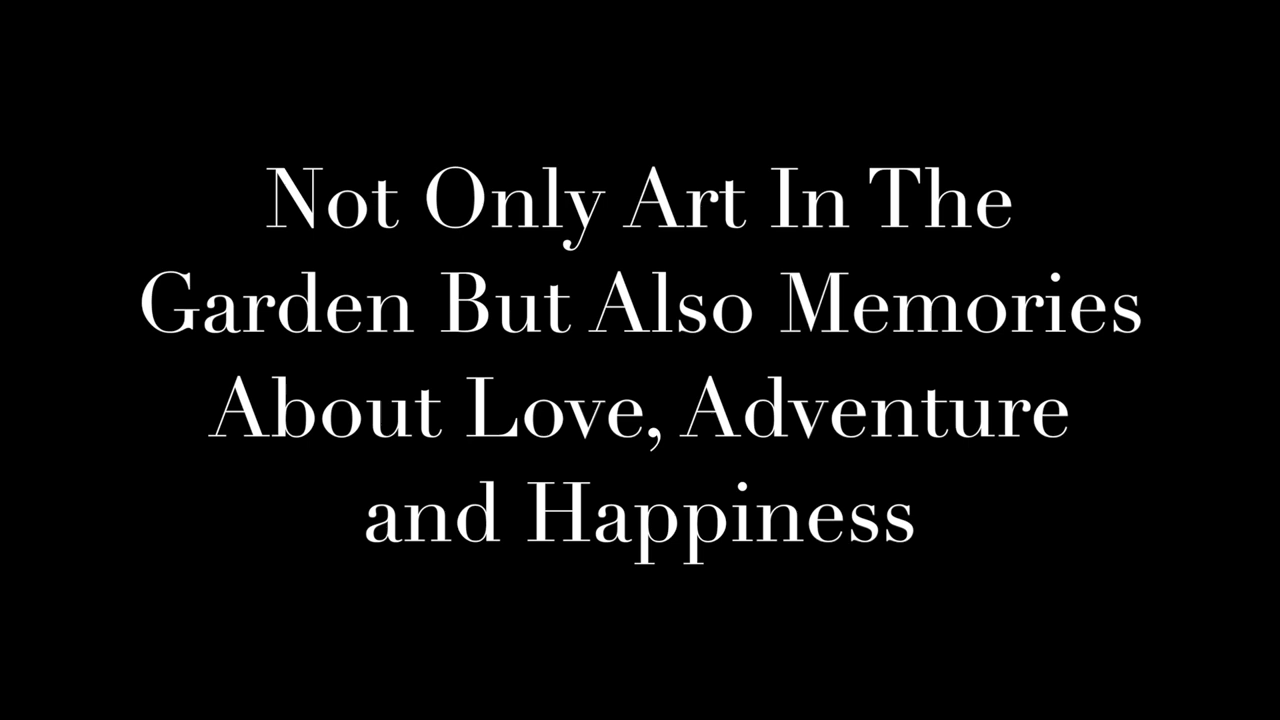 Not Only Art In The
Garden But Also Memories
About Love, Adventure
and Happiness